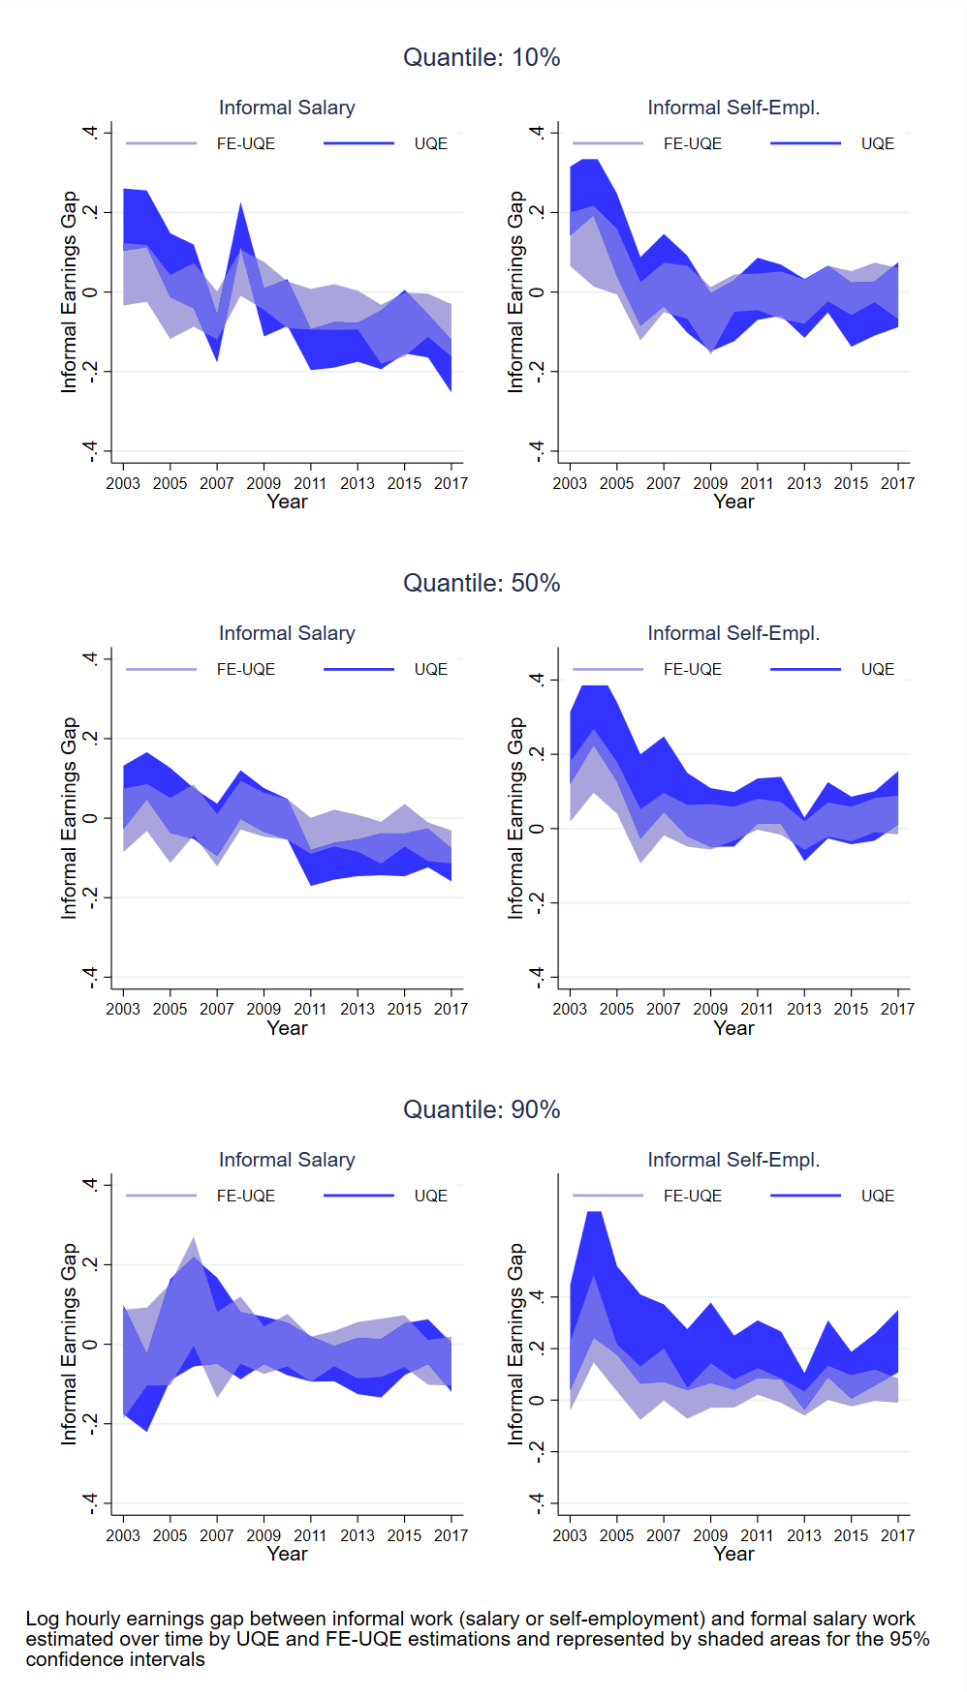 Quantile: 10%
Informal Salary
Informal Self-Empl.
FE-UQE
UQE
FE-UQE
UQE
Informal Earnings Gap
.4
.2
0
-.2
-.4
2003 2005 2007 2009 2011 2013 2015 2017
Year
Informal Earnings Gap
.4
.2
0
-.2
-.4
2003 2005 2007 2009 2011 2013 2015 2017
Year
Quantile: 50%
Informal Salary
Informal Self-Empl.
FE-UQE
UQE
FE-UQE
UQE
Informal Earnings Gap
.4
.2
0
-.2
-.4
2003 2005 2007 2009 2011 2013 2015 2017
Year
Informal Earnings Gap
.4
.2
0
-.2
-.4
2003 2005 2007 2009 2011 2013 2015 2017
Year
Quantile: 90%
Informal Salary
Informal Self-Empl.
FE-UQE
UQE
FE-UQE
UQE
Informal Earnings Gap
.4
.2
0
-.2
-.4
2003 2005 2007 2009 2011 2013 2015 2017
Year
Informal Earnings Gap
.4
.2
0
-.2
-.4
2003 2005 2007 2009 2011 2013 2015 2017
Year
Log hourly earnings gap between informal work (salary or self-employment) and formal salary work
estimated over time by UQE and FE-UQE estimations and represented by shaded areas for the 95%
confidence intervals